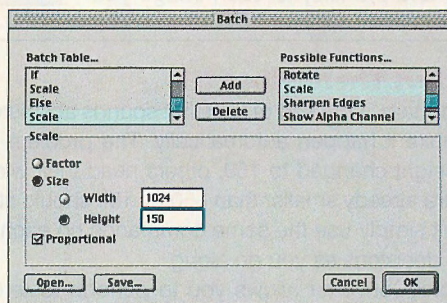 Batch
Batch Table...
Possible Functions...
If
Scale
Else
Scale
Add
Delete
Rotate
Scale
Sharpen Edges
Show Alpha Channel
Scale
Factor
Size
Width 1024
Height 150
Proportional
Open... Save... Cancel OK